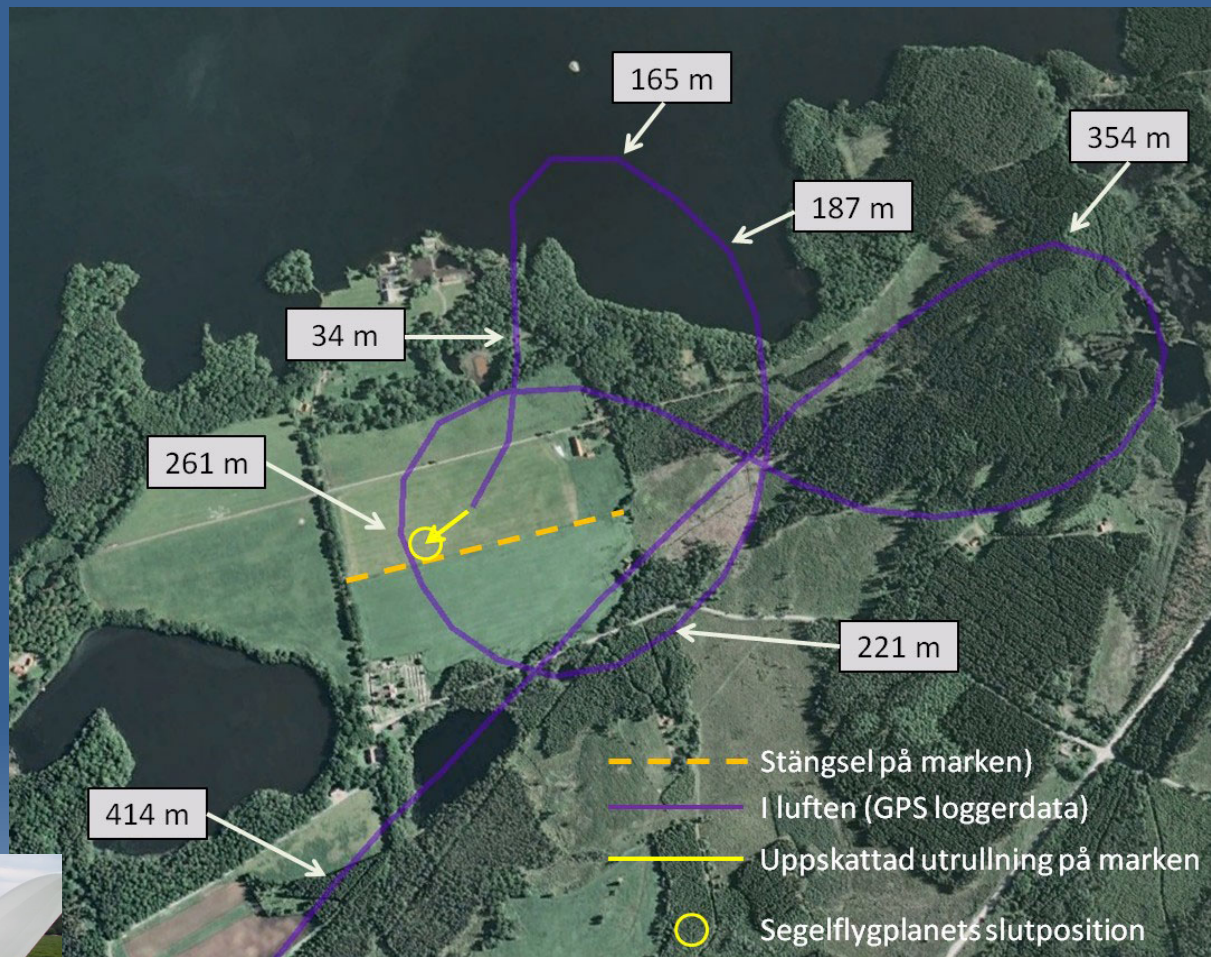 165 m
354 m
187 m
34 m
261 m
221 m
414 m
Stängsel på marken)
I luften (GPS loggerdata)
Uppskattad utrullning på marken
Segelflygplanets slutposition